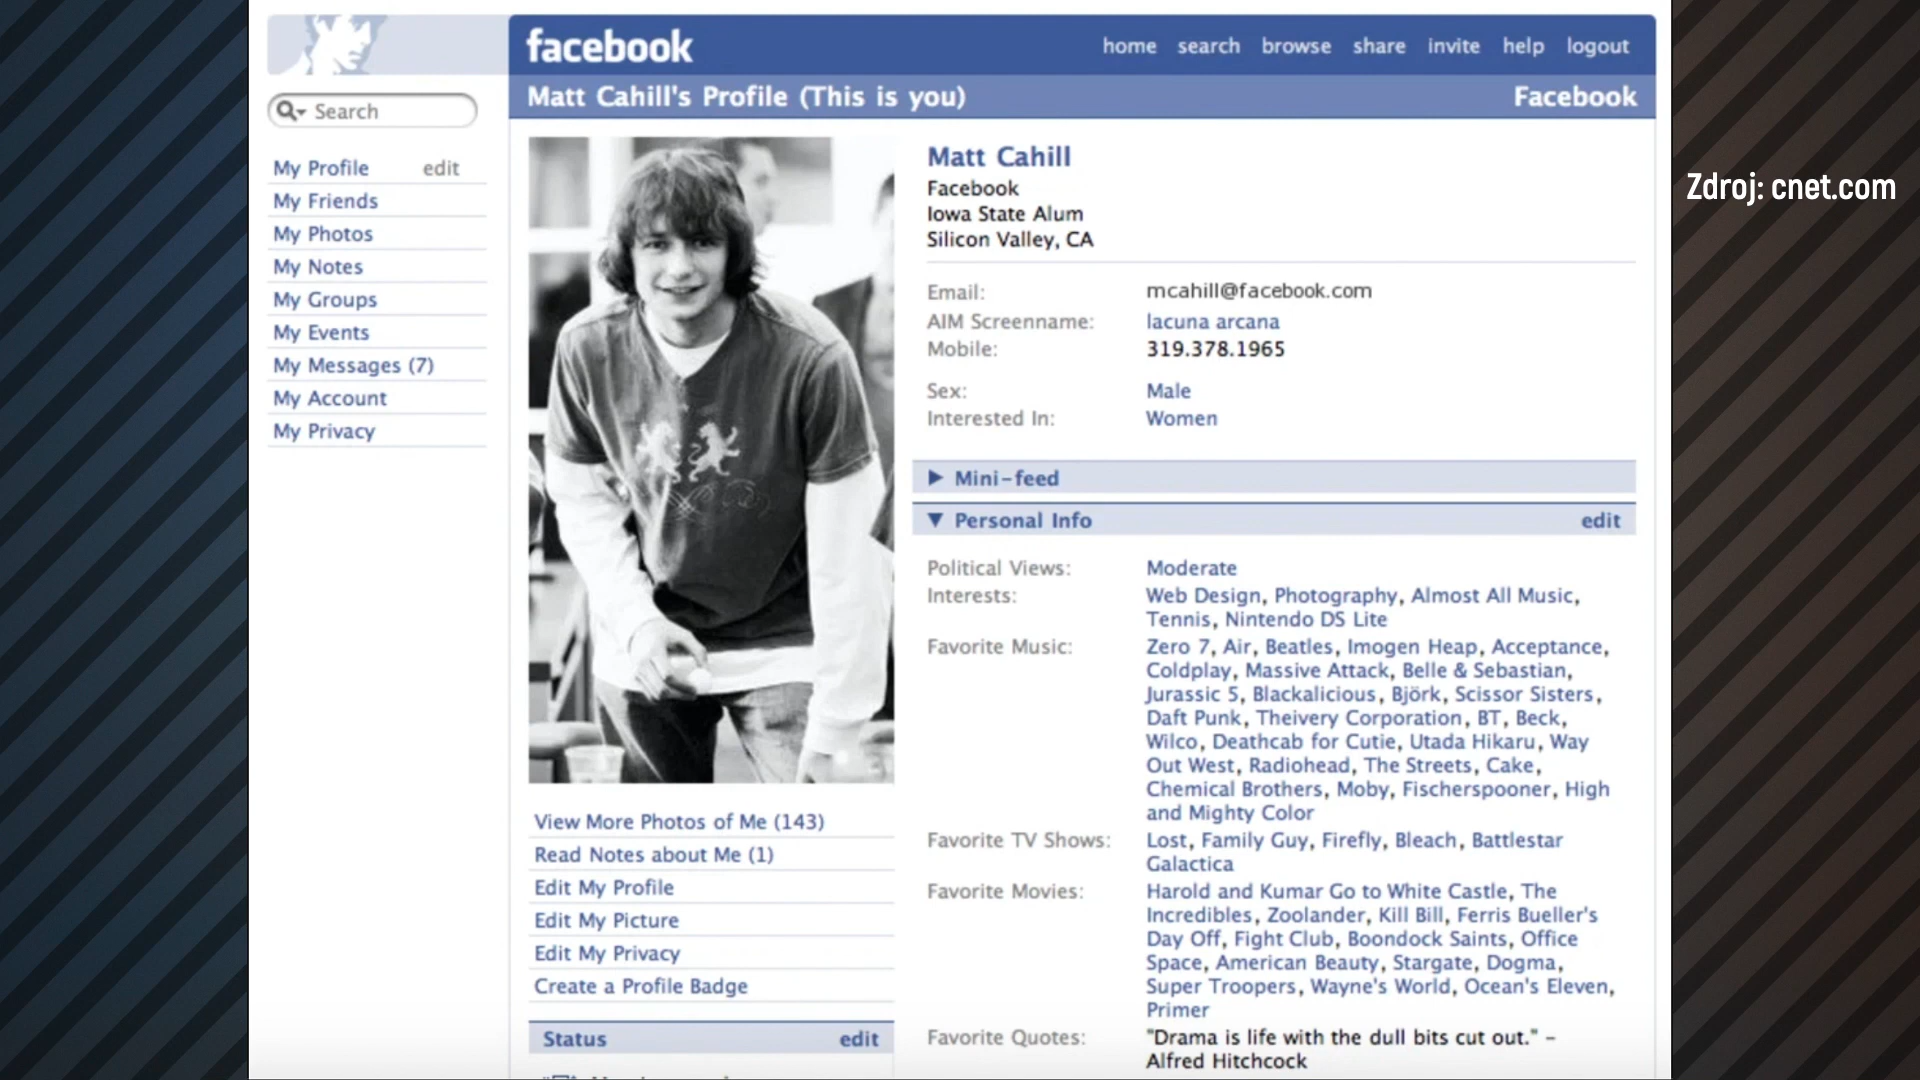 facebook
home search browse share invite help logout
Matt Cahill's Profile (This is you) Facebook
Zdroj: cnet.com
Search
My Profile edit
My Friends
My Photos
My Notes
My Groups
My Events
My Messages (7)
My Account
My Privacy
View More Photos of Me (143)
Read Notes about Me (1)
Edit My Profile
Edit My Picture
Edit My Privacy
Create a Profile Badge
Status edit
Matt Cahill
Facebook
Iowa State Alum
Silicon Valley, CA
Email: mcahill@facebook.com
AIM Screenname: lacuna arcana
Mobile: 319.378.1965
Sex: Male
Interested In: Women
Mini-feed
Personal Info edit
Political Views: Moderate
Interests: Web Design, Photography, Almost All Music,
Tennis, Nintendo DS Lite
Favorite Music: Zero 7, Air, Beatles, Imogen Heap, Acceptance,
Coldplay, Massive Attack, Belle & Sebastian,
Jurassic 5, Blackalicious, Björk, Scissor Sisters,
Daft Punk, Theivery Corporation, BT, Beck,
Wilco, Deathcab for Cutie, Utada Hikaru, Way
Out West, Radiohead, The Streets, Cake,
Chemical Brothers, Moby, Fischerspooner, High
and Mighty Color
Favorite TV Shows: Lost, Family Guy, Firefly, Bleach, Battlestar
Galactica
Favorite Movies: Harold and Kumar Go to White Castle, The
Incredibles, Zoolander, Kill Bill, Ferris Bueller's
Day Off, Fight Club, Boondock Saints, Office
Space, American Beauty, Stargate, Dogma,
Super Troopers, Wayne's World, Ocean's Eleven,
Primer
Favorite Quotes: "Drama is life with the dull bits cut out." –
Alfred Hitchcock